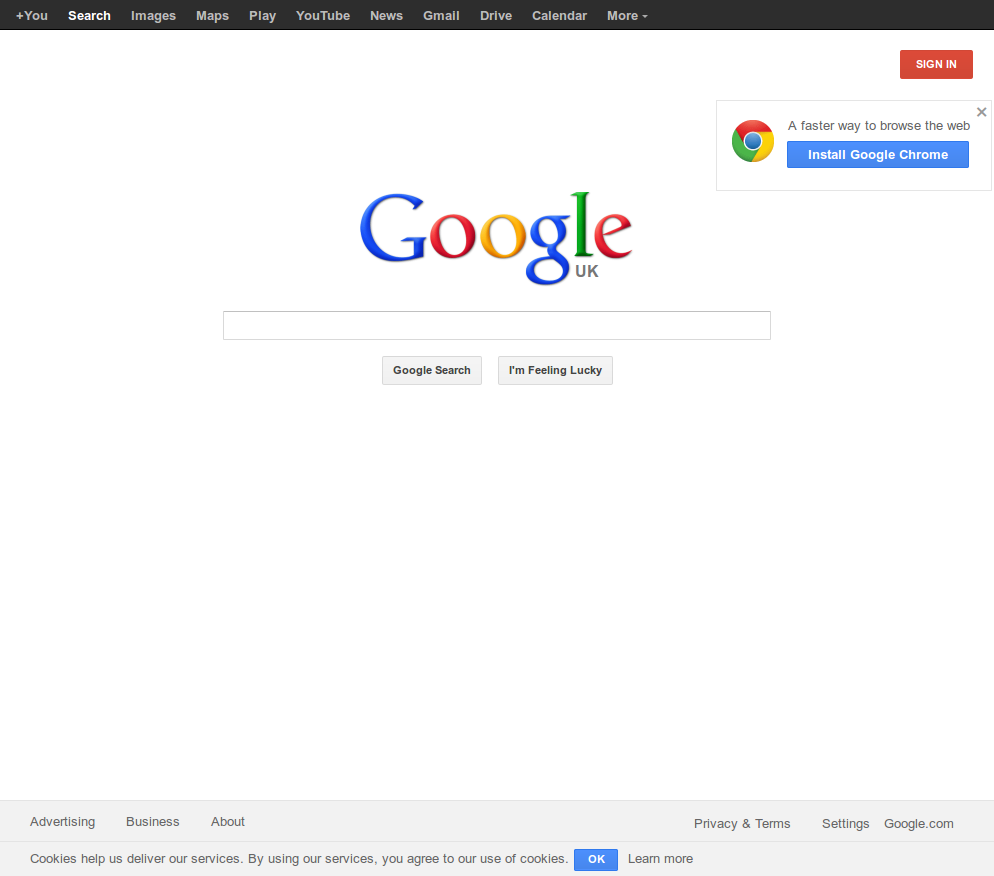 +You Search Images Maps Play YouTube News Gmail Drive Calendar More
SIGN IN
A faster way to browse the web
Install Google Chrome
Google
UK
Google Search I'm Feeling Lucky
Advertising Business About Privacy & Terms Settings Google.com
Cookies help us deliver our services. By using our services, you agree to our use of cookies. OK Learn more